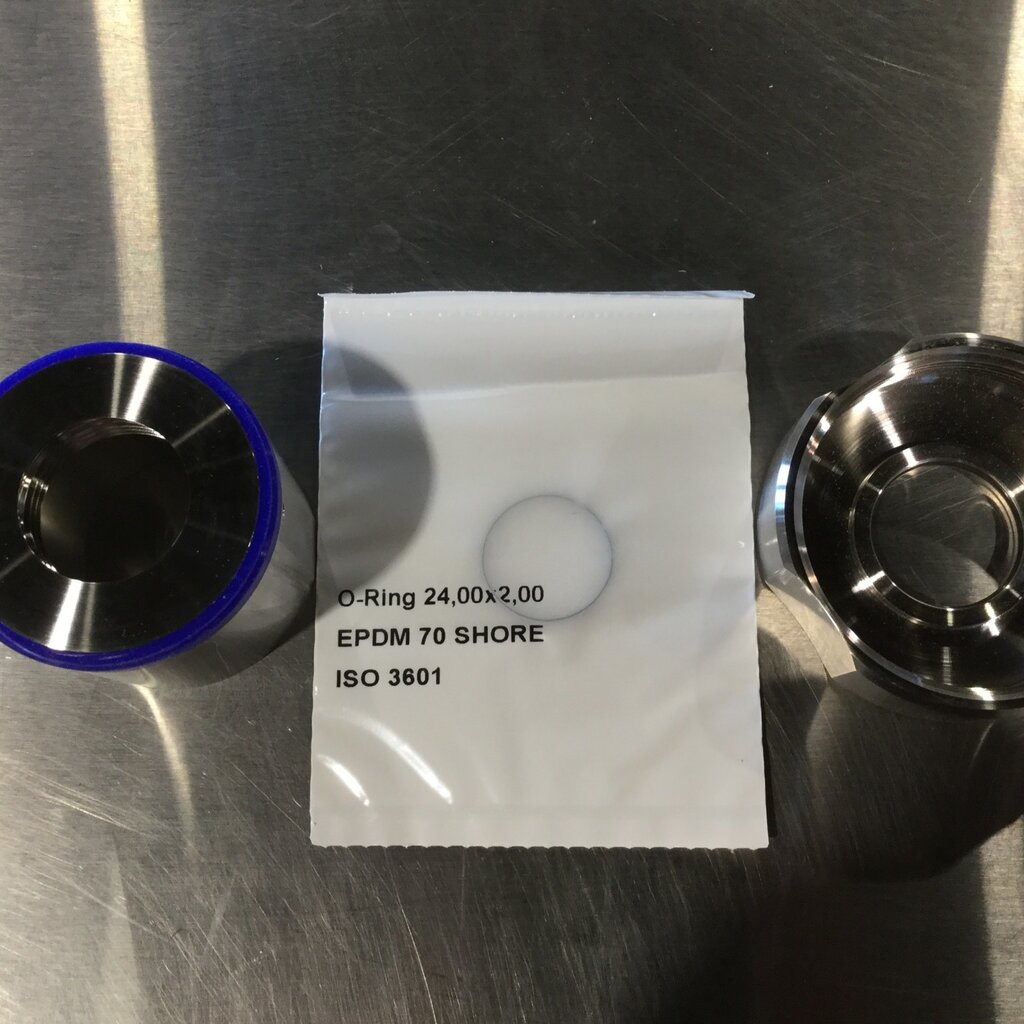 O-Ring 24,00x2,00
EPDM 70 SHORE
ISO 3601